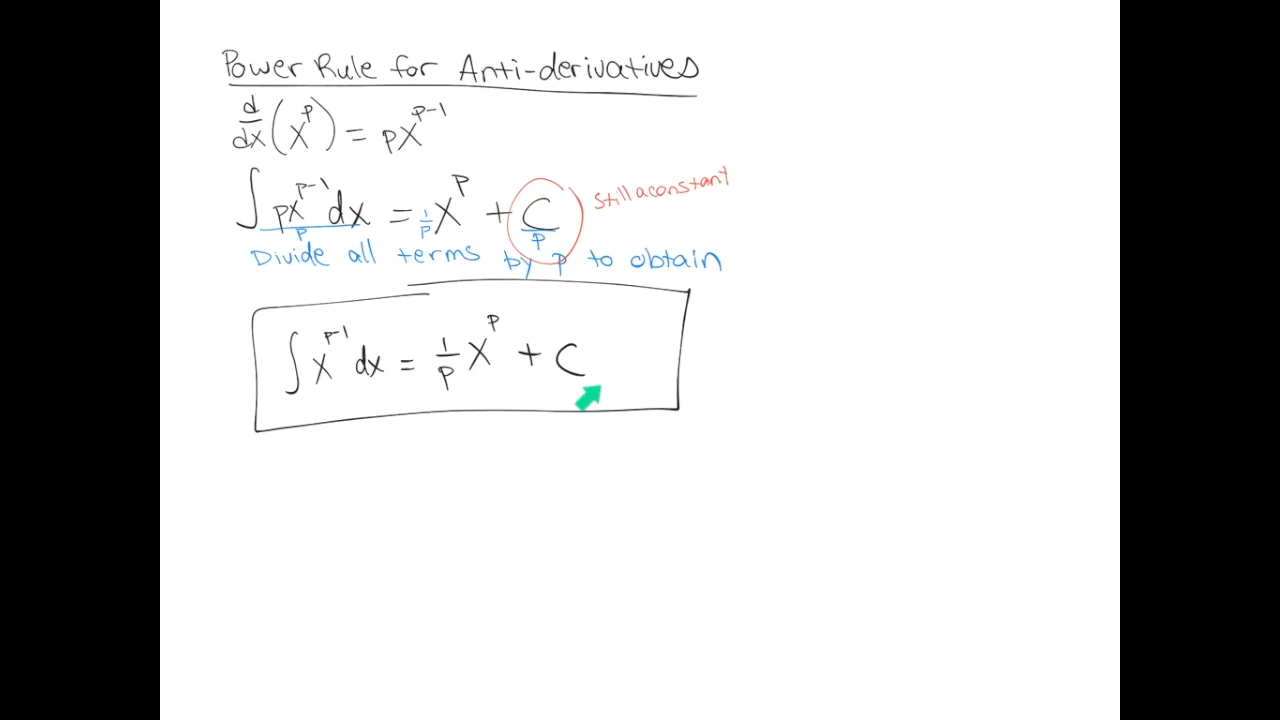 Power Rule for Anti-derivatives
d/dx (x^p) = px^(p-1)
∫ px^(p-1)/p dx = 1/p x^p + C/p still a constant
Divide all terms by p to obtain
∫ x^(p-1) dx = 1/p x^p + C